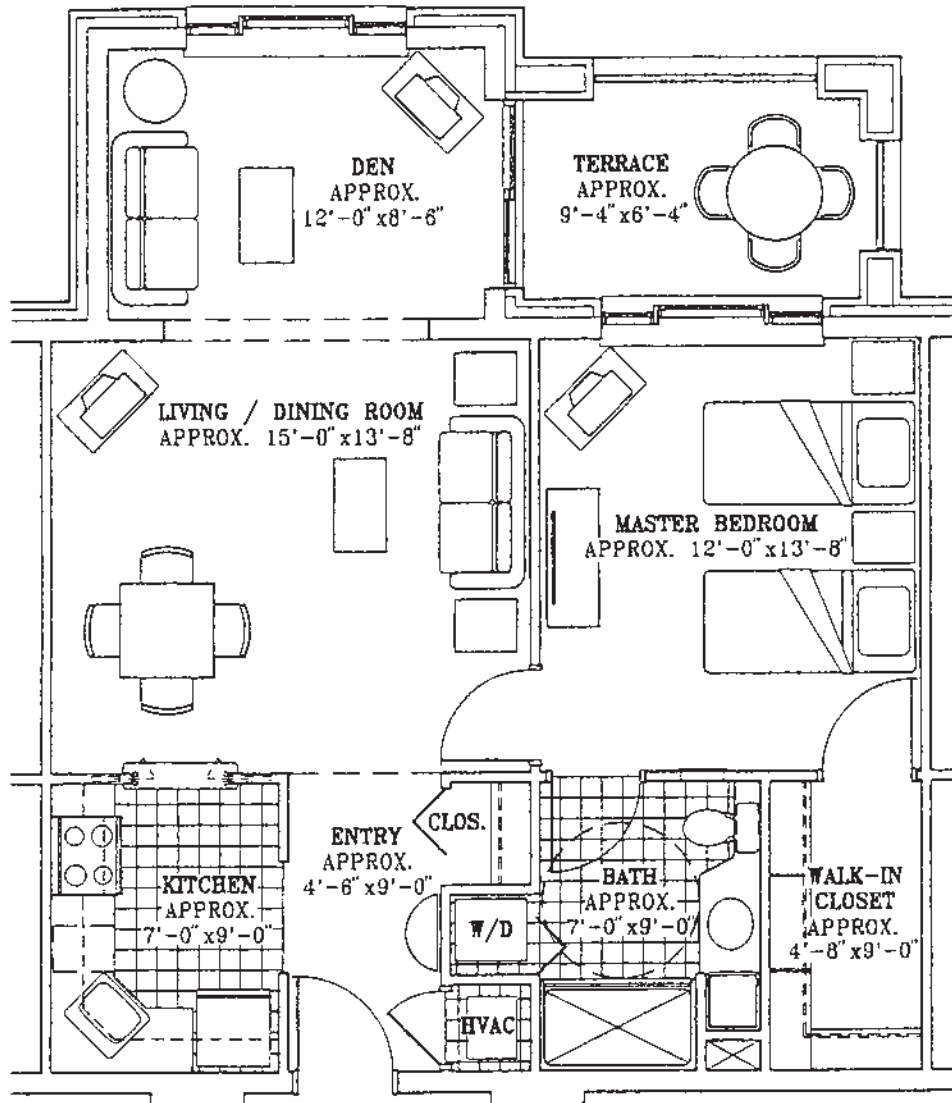 DEN
APPROX.
12'-0" x8'-6"
TERRACE
APPROX.
9'-4" x6'-4"
LIVING / DINING ROOM
APPROX. 15'-0" x13'-8"
MASTER BEDROOM
APPROX. 12'-0" x13'-8"
KITCHEN
APPROX.
7'-0" x9'-0"
ENTRY
APPROX.
4'-6" x9'-0"
CLOS.
W/D
HVAC
BATH
APPROX.
7'-0" x9'-0"
WALK-IN
CLOSET
APPROX.
4'-8" x9'-0"